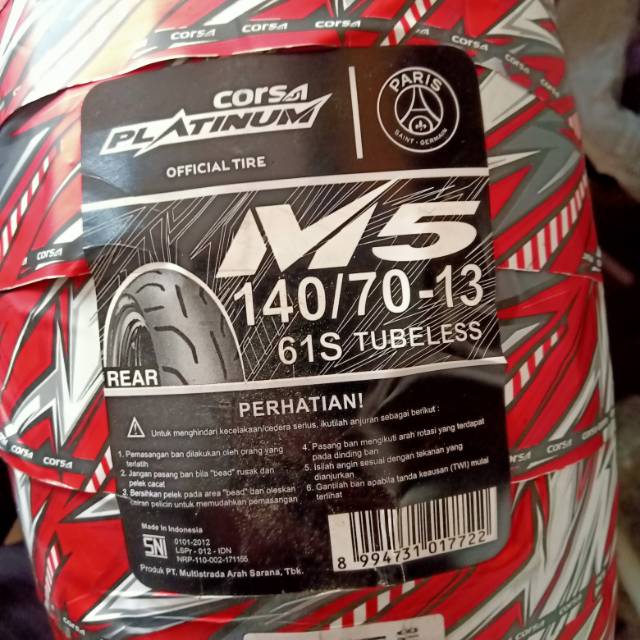 corsa
corsa
corsa
corsa
PLATINUM
OFFICIAL TIRE
PARIS
SAINT-GERMAIN
M5
140/70-13
61S TUBELESS
REAR
PERHATIAN!
Untuk menghindari kecelakaan/cedera serius, ikutilah anjuran sebagai berikut :
1. Pemasangan ban dilakukan oleh orang yang
terlatih
2. Jangan pasang ban bila "bead" rusak dan
pelek cacat
3. Bersihkan pelek pada area "bead" dan oleskan
cairan pelicin untuk memudahkan pemasangan
4. Pasang ban mengikuti arah rotasi yang terdapat
pada dinding ban
5. Isilah angin sesuai dengan tekanan yang
dianjurkan
6. Gantilah ban apabila tanda keausan (TWI) mulai
terlihat
Made in Indonesia
SNI
0101-2012
LSPr - 012 - IDN
NRP-110-002-171155
Produk PT. Multistrada Arah Sarana, Tbk.
8 994731 017722
corsa
corsa
corsa